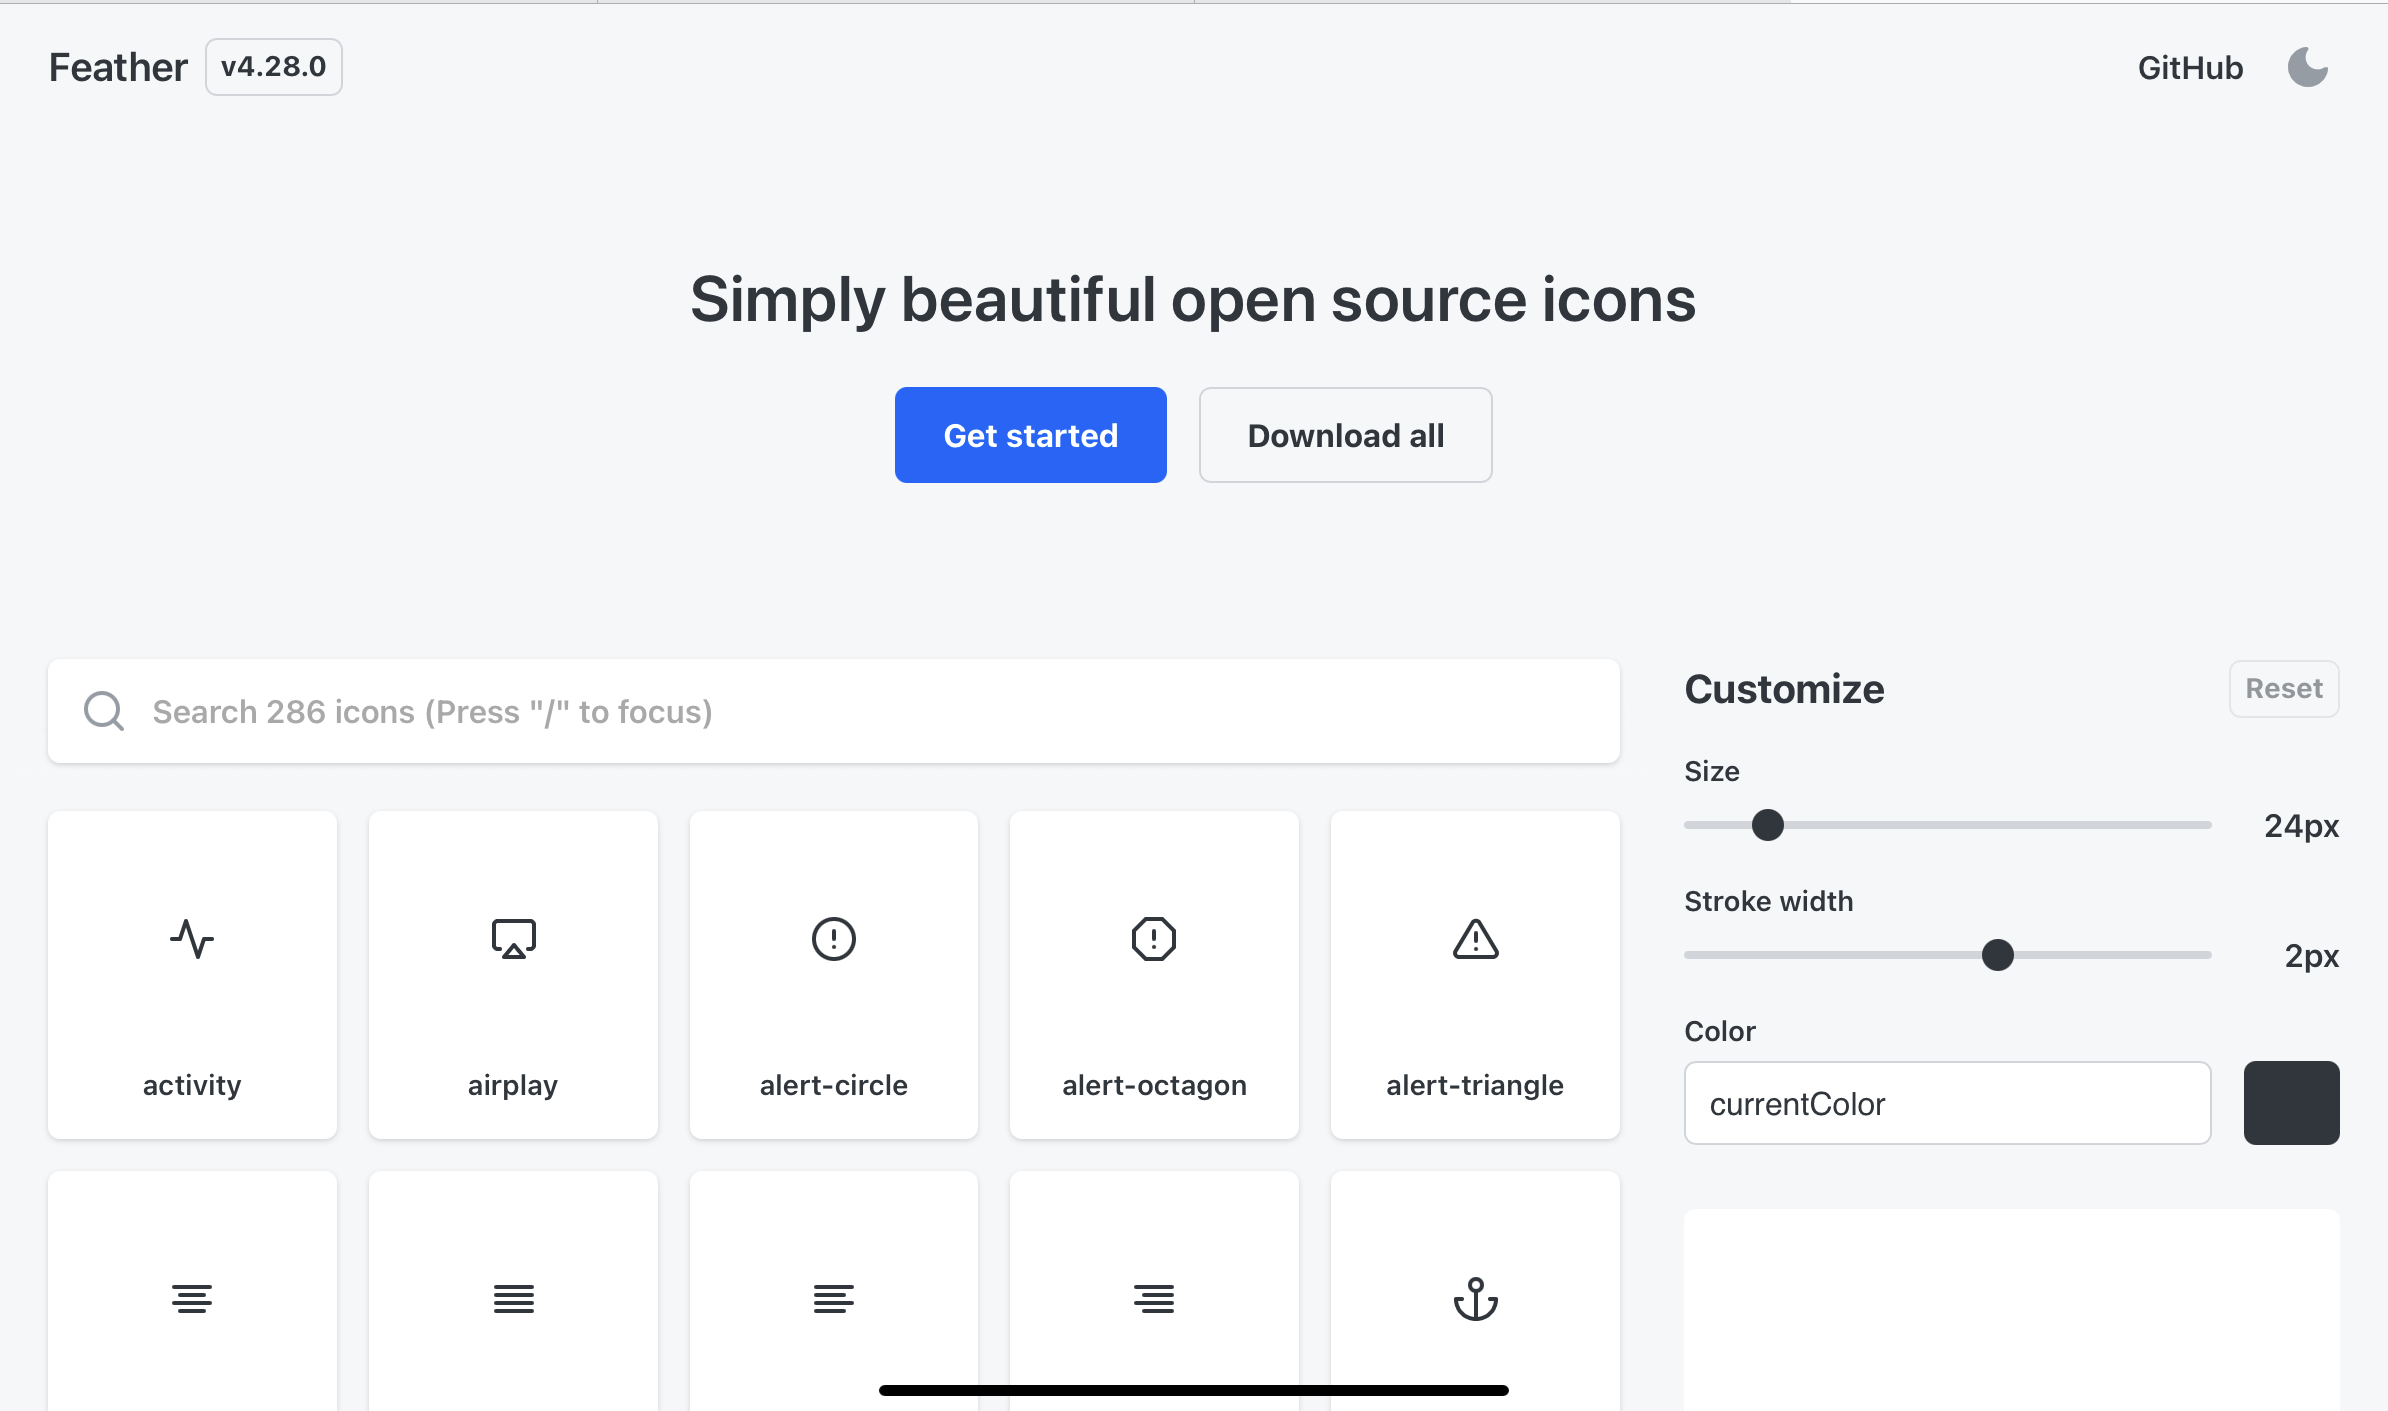 Feather v4.28.0 GitHub
Simply beautiful open source icons
Get started Download all
Search 286 icons (Press "/" to focus)
activity airplay alert-circle alert-octagon alert-triangle
Customize Reset
Size
24px
Stroke width
2px
Color
currentColor